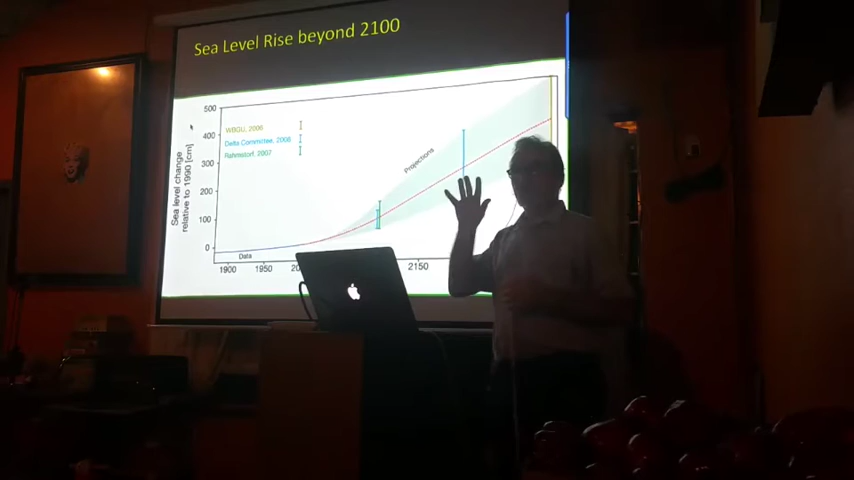 Sea Level Rise beyond 2100
500
400
300
200
100
0
Sea level change
relative to 1990 [cm]
WBGU, 2006
Delta Committee, 2008
Rahmstorf, 2007
Projections
Data
1900
1950
2150